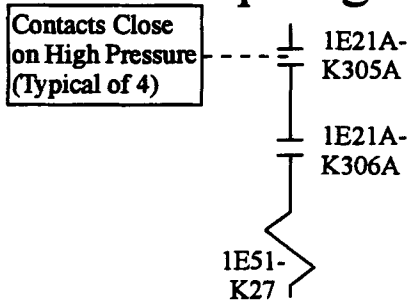 Contacts Close
on High Pressure
(Typical of 4)
1E21A-
K305A
1E21A-
K306A
1E51-
K27